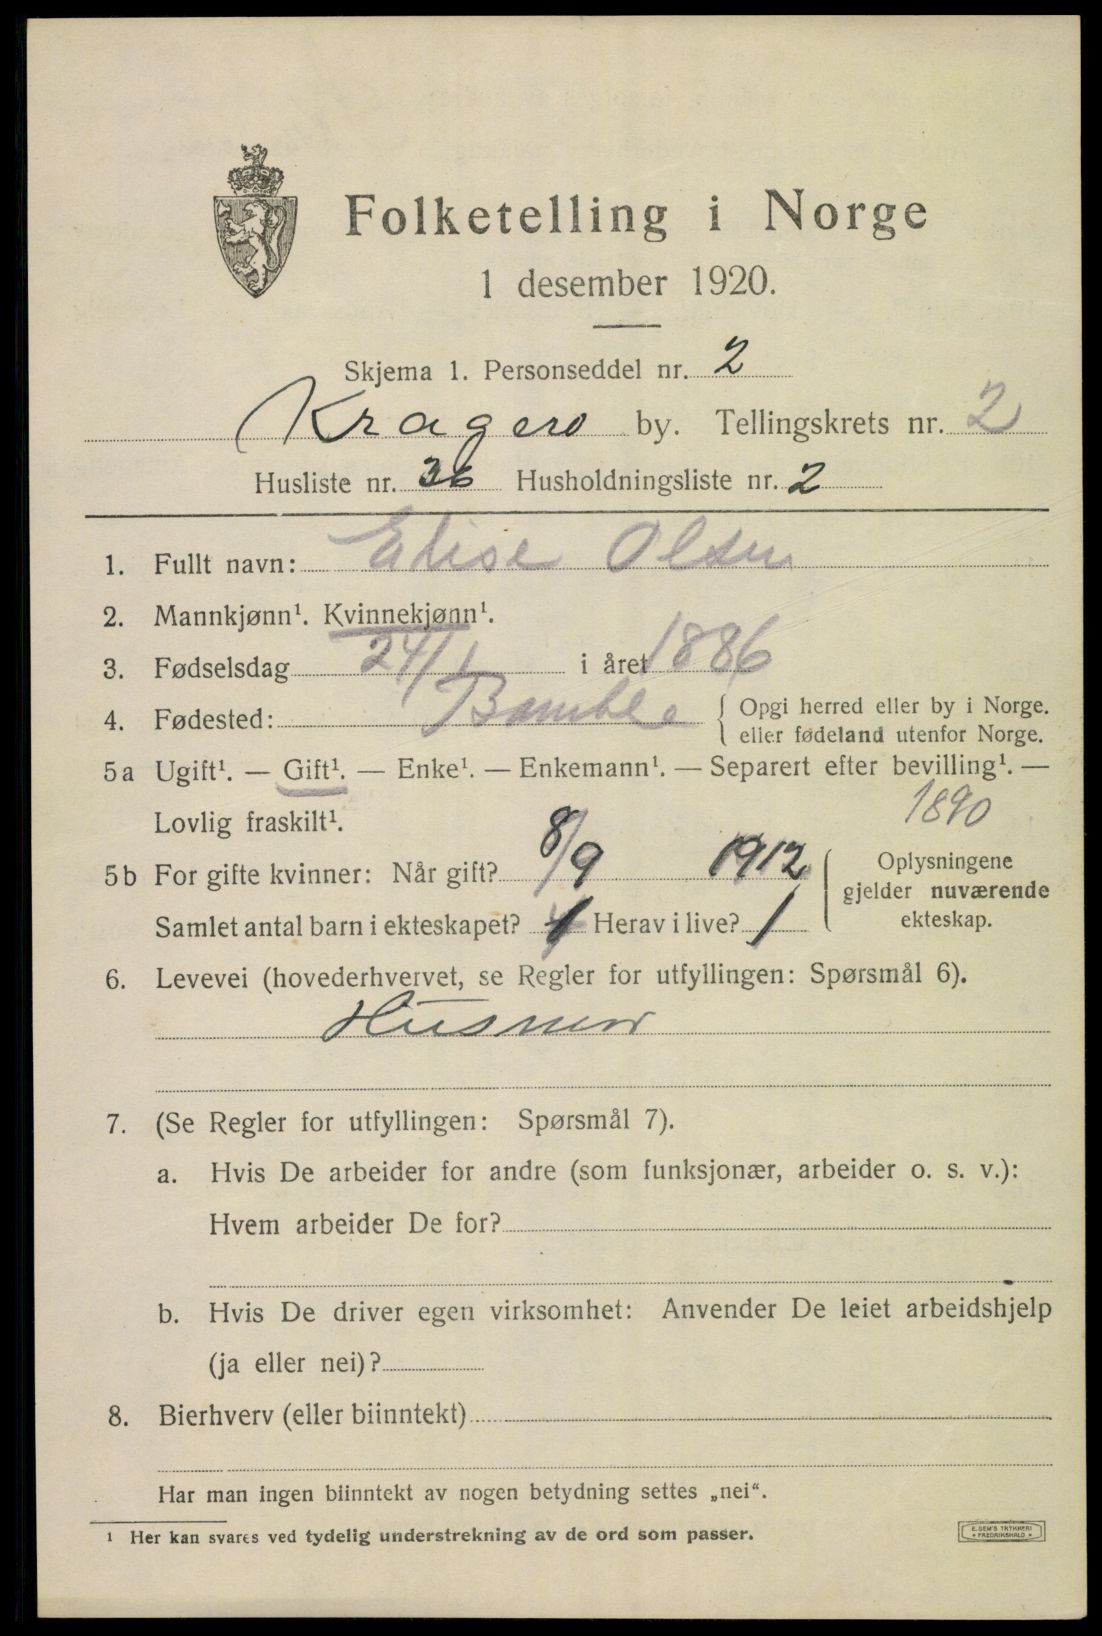 Folketelling i Norge
1 desember 1920.
Skjema 1. Personseddel nr. 2
Kragerø by. Tellingskrets nr. 2
Husliste nr. 36 Husholdningsliste nr. 2
1. Fullt navn: Elise Olsen
2. Mannkjønn¹. Kvinnekjønn¹.
3. Fødselsdag 24/1 i året 1886
4. Fødested: Bamble { Opgi herred eller by i Norge.
eller fødeland utenfor Norge.
5a Ugift¹. — Gift¹. — Enke¹. — Enkemann¹. — Separert efter bevilling¹. —
Lovlig fraskilt¹. 1890
5b For gifte kvinner: Når gift? 8/9 1912
Samlet antal barn i ekteskapet? 1 Herav i live? 1
Oplysningene
gjelder nuværende
ekteskap.
6. Levevei (hovederhvervet, se Regler for utfyllingen: Spørsmål 6).
Husmor
7. (Se Regler for utfyllingen: Spørsmål 7).
a. Hvis De arbeider for andre (som funksjonær, arbeider o. s. v.):
Hvem arbeider De for?
b. Hvis De driver egen virksomhet: Anvender De leiet arbeidshjelp
(ja eller nei)?
8. Bierhverv (eller biinntekt)
Har man ingen biinntekt av nogen betydning settes „nei“.
¹ Her kan svares ved tydelig understrekning av de ord som passer.
E. SEM'S TRYKKERI
FREDRIKSHALD